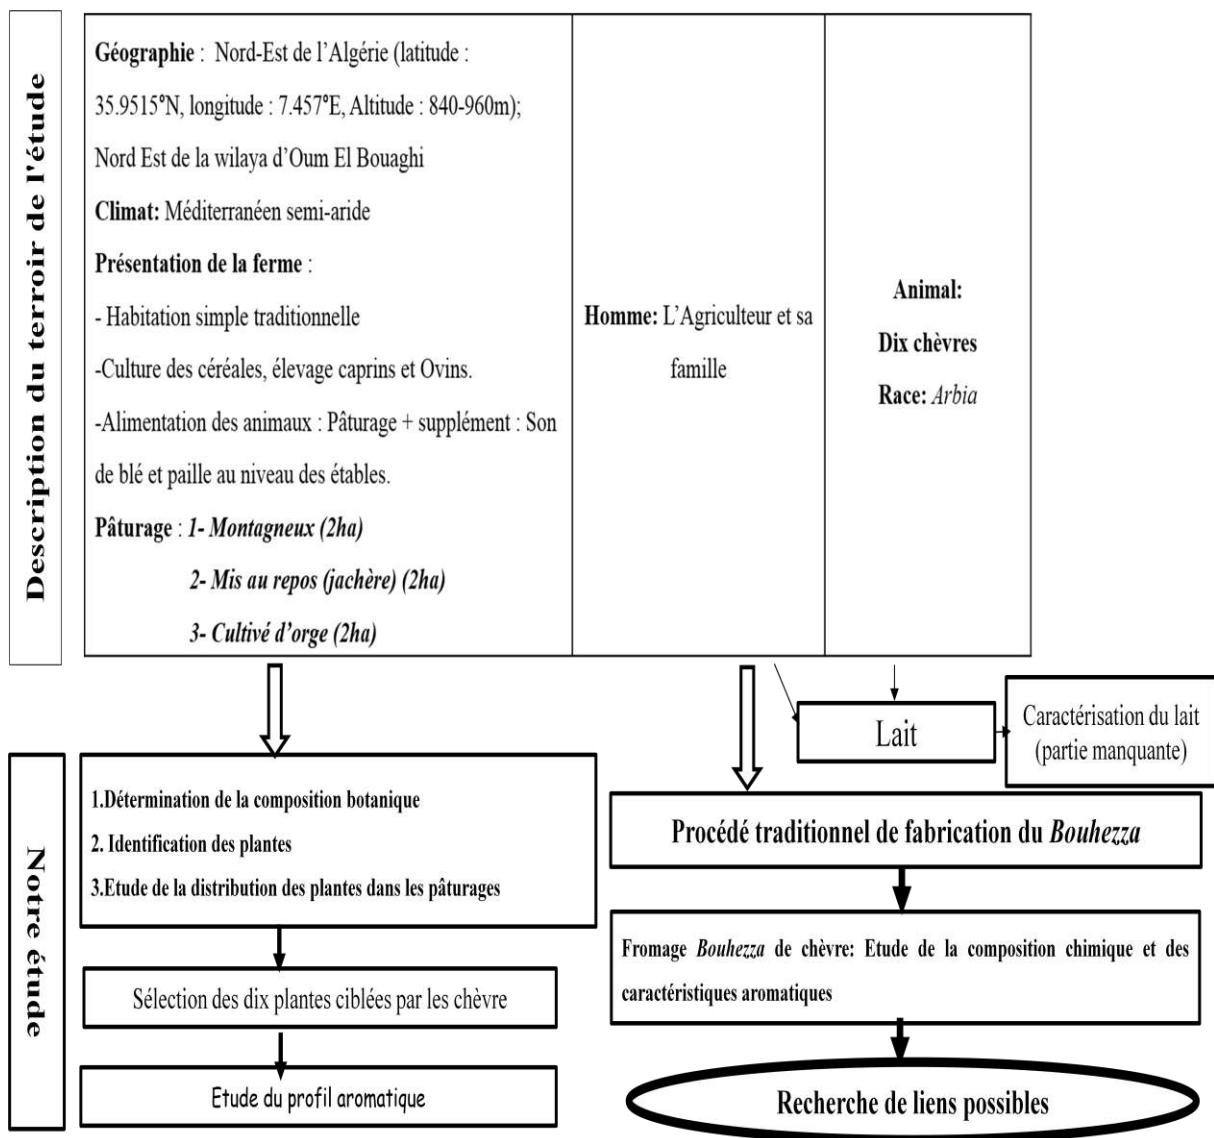 Description du terroir de l'étude
Géographie : Nord-Est de l'Algérie (latitude :
35.9515°N, longitude : 7.457°E, Altitude : 840-960m);
Nord Est de la wilaya d'Oum El Bouaghi
Climat: Méditerranéen semi-aride
Présentation de la ferme :
- Habitation simple traditionnelle
-Culture des céréales, élevage caprins et Ovins.
-Alimentation des animaux : Pâturage + supplément : Son
de blé et paille au niveau des étables.
Pâturage : 1- Montagneux (2ha)
2- Mis au repos (jachère) (2ha)
3- Cultivé d'orge (2ha)
Homme: L'Agriculteur et sa
famille
Animal:
Dix chèvres
Race: Arbia
Lait
Caractérisation du lait
(partie manquante)
Notre étude
1.Détermination de la composition botanique
2. Identification des plantes
3.Etude de la distribution des plantes dans les pâturages
Sélection des dix plantes ciblées par les chèvre
Etude du profil aromatique
Procédé traditionnel de fabrication du Bouhezza
Fromage Bouhezza de chèvre: Etude de la composition chimique et des
caractéristiques aromatiques
Recherche de liens possibles